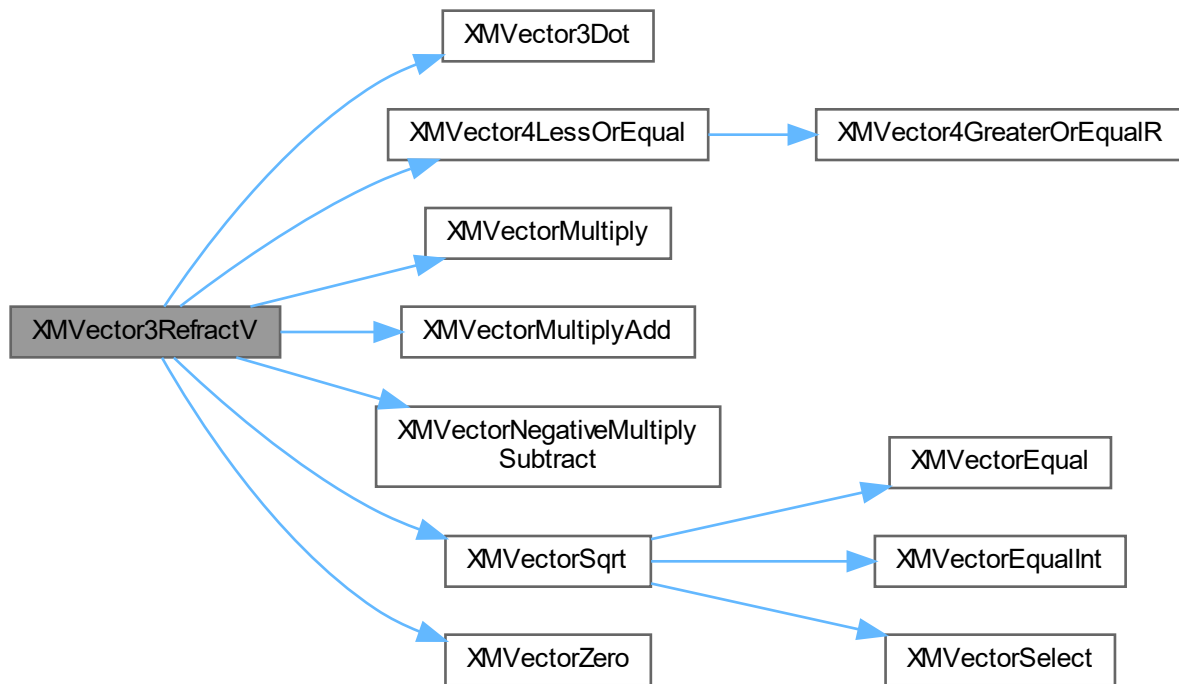 XMVector3Dot
XMVector4LessOrEqual
XMVector4GreaterOrEqualR
XMVectorMultiply
XMVector3RefractV
XMVectorMultiplyAdd
XMVectorNegativeMultiply
Subtract
XMVectorEqual
XMVectorSqrt
XMVectorEqualInt
XMVectorZero
XMVectorSelect